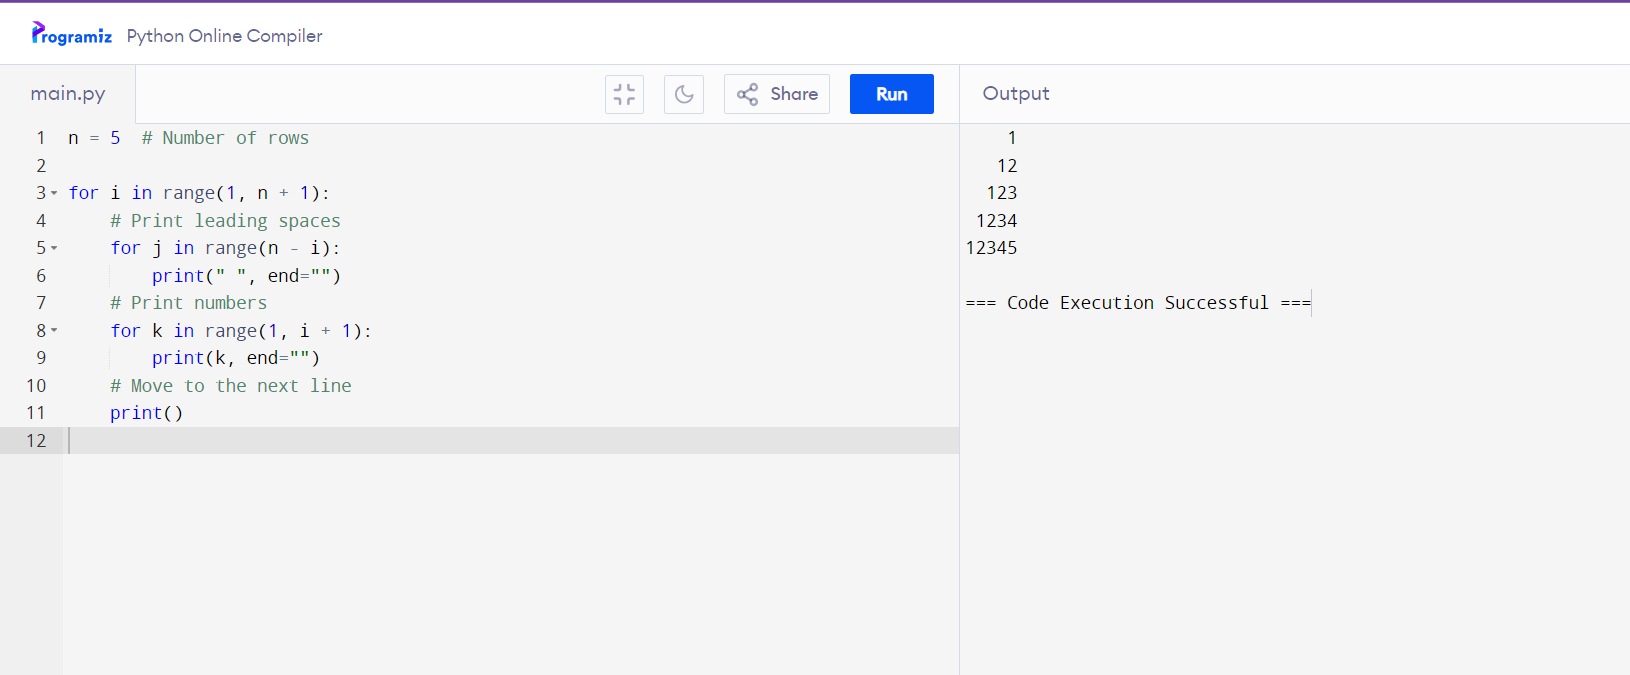 Programiz Python Online Compiler
main.py
Share
Run
Output
1 n = 5  # Number of rows
2
3 for i in range(1, n + 1):
4     # Print leading spaces
5     for j in range(n - i):
6         print(" ", end="")
7     # Print numbers
8     for k in range(1, i + 1):
9         print(k, end="")
10     # Move to the next line
11     print()
12
    1
   12
  123
 1234
12345
=== Code Execution Successful ===